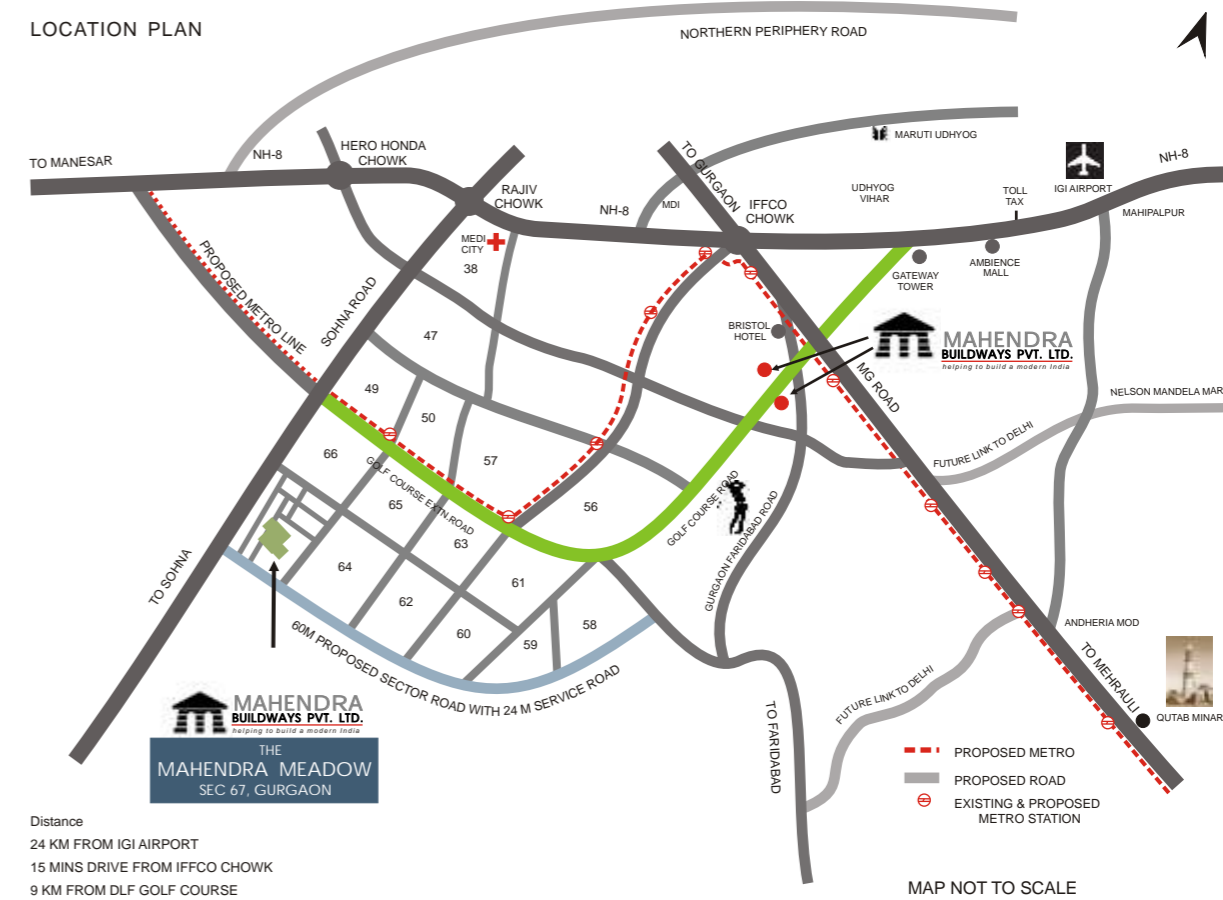 LOCATION PLAN
NORTHERN PERIPHERY ROAD
MARUTI UDHYOG
TO MANESAR
NH-8
HERO HONDA
CHOWK
RAJIV
CHOWK
NH-8
MDI
TO GURGAON
IFFCO
CHOWK
UDHYOG
VIHAR
TOLL
TAX
IGI AIRPORT
NH-8
MAHIPALPUR
MEDI
CITY
38
GATEWAY
TOWER
AMBIENCE
MALL
PROPOSED METRO LINE
SOHNA ROAD
47
BRISTOL
HOTEL
MAHENDRA
BUILDWAYS PVT. LTD.
helping to build a modern India
MG ROAD
49
50
NELSON MANDELA MAR
FUTURE LINK TO DELHI
66
57
GOLF COURSE EXTN.ROAD
65
56
GOLF COURSE ROAD
GURGAON FARIDABAD ROAD
63
64
61
TO SOHNA
62
60
59
58
60M PROPOSED SECTOR ROAD WITH 24 M SERVICE ROAD
ANDHERIA MOD
TO MEHRAULI
QUTAB MINAR
FUTURE LINK TO DELHI
TO FARIDABAD
MAHENDRA
BUILDWAYS PVT. LTD.
helping to build a modern India
THE
MAHENDRA MEADOW
SEC 67, GURGAON
PROPOSED METRO
PROPOSED ROAD
EXISTING & PROPOSED
METRO STATION
Distance
24 KM FROM IGI AIRPORT
15 MINS DRIVE FROM IFFCO CHOWK
9 KM FROM DLF GOLF COURSE
MAP NOT TO SCALE